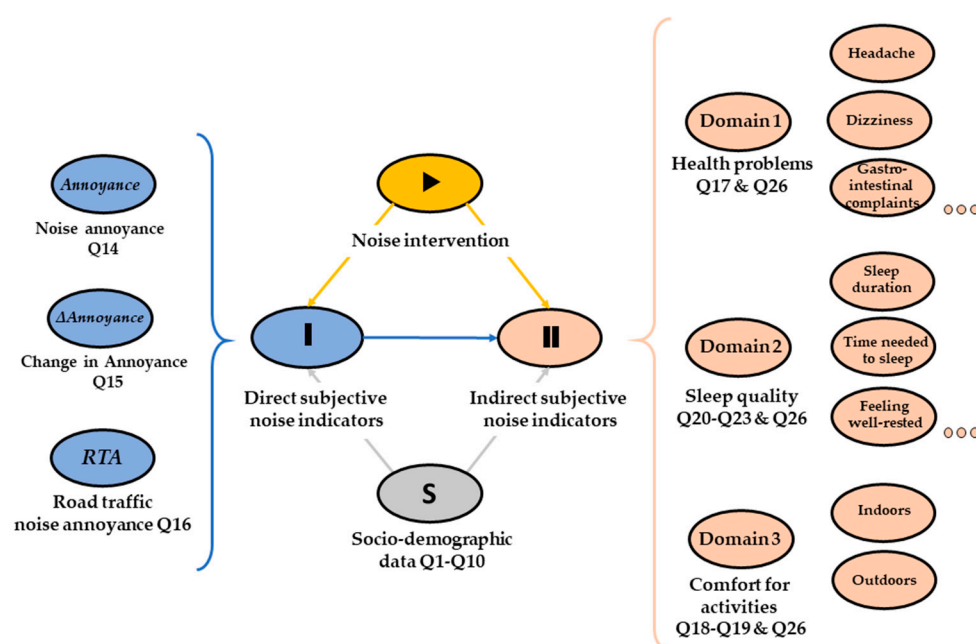 Annoyance
Noise annoyance
Q14
ΔAnnoyance
Change in Annoyance
Q15
RTA
Road traffic
noise annoyance Q16
Noise intervention
I
Direct subjective
noise indicators
II
Indirect subjective
noise indicators
S
Socio-demographic
data Q1-Q10
Domain 1
Health problems
Q17 & Q26
Headache
Dizziness
Gastro-
intestinal
complaints
Domain 2
Sleep quality
Q20-Q23 & Q26
Sleep
duration
Time needed
to sleep
Feeling
well-rested
Domain 3
Comfort for
activities
Q18-Q19 & Q26
Indoors
Outdoors